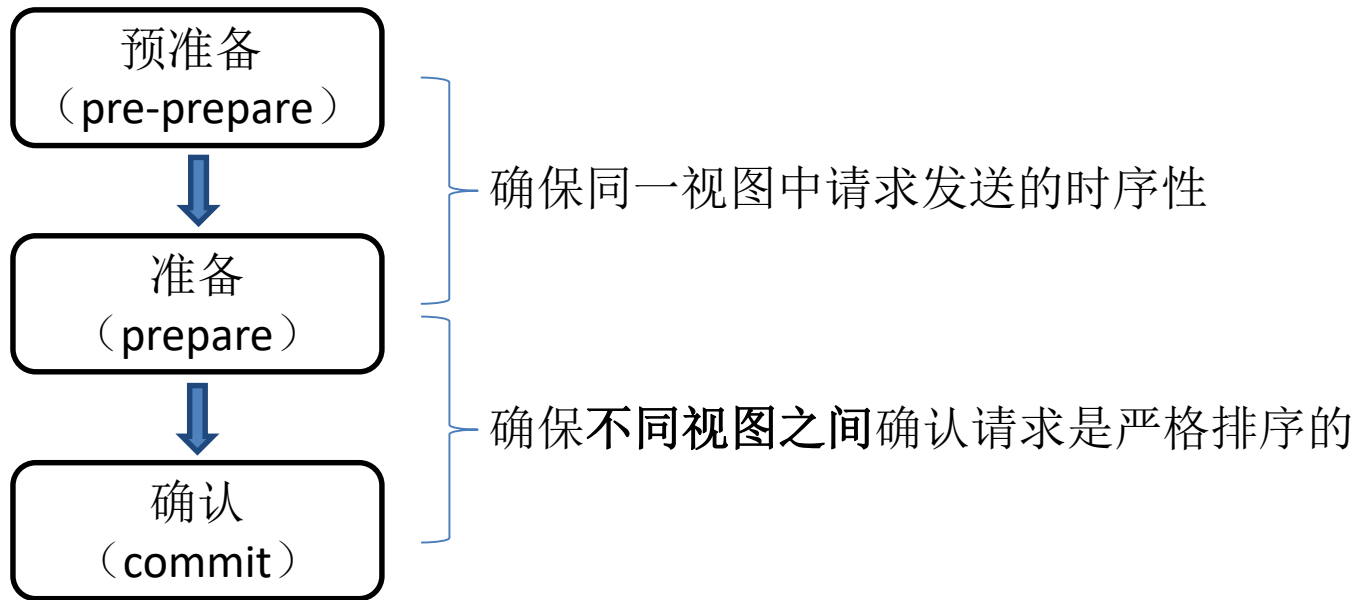 预准备
（pre-prepare）
确保同一视图中请求发送的时序性
准备
（prepare）
确保不同视图之间确认请求是严格排序的
确认
（commit）